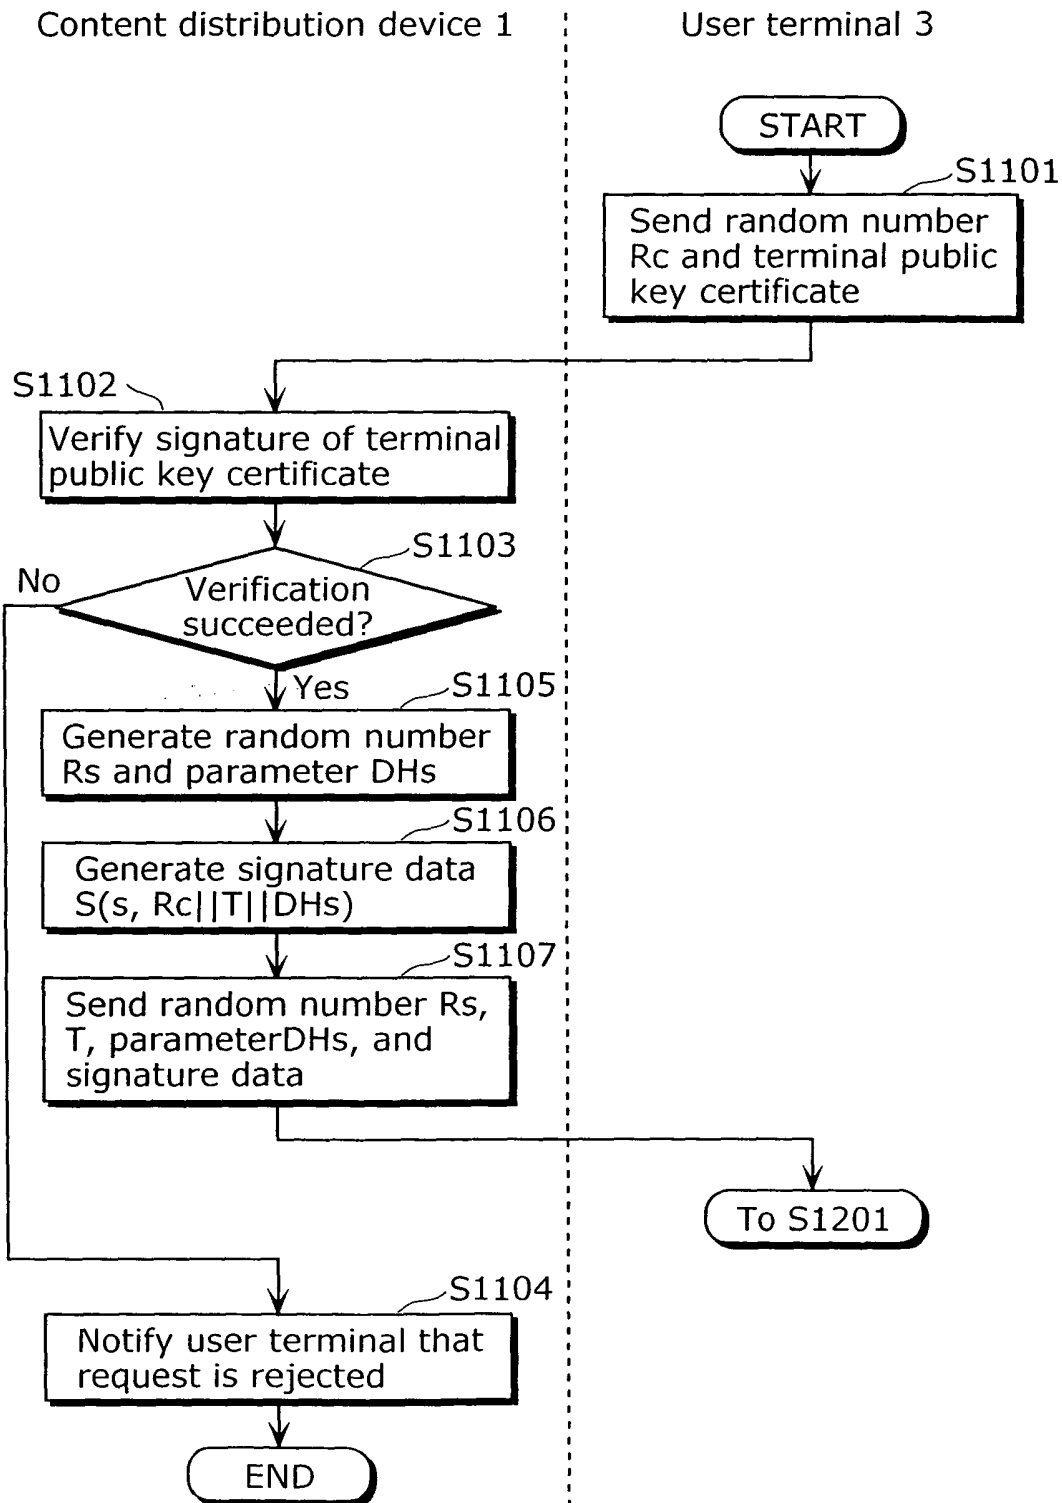 Content distribution device 1
User terminal 3
START
S1101
Send random number
Rc and terminal public
key certificate
S1102
Verify signature of terminal
public key certificate
S1103
No
Verification
succeeded?
Yes
S1105
Generate random number
Rs and parameter DHs
S1106
Generate signature data
S(s, Rc||T||DHs)
S1107
Send random number Rs,
T, parameterDHs, and
signature data
To S1201
S1104
Notify user terminal that
request is rejected
END